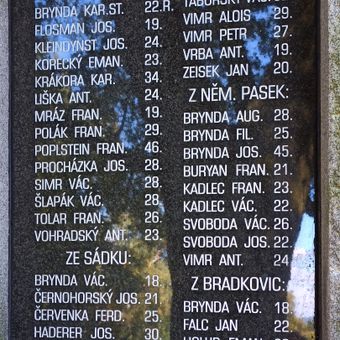 BRYNDA KAR. ST. 22.R.
FLOSMAN JOS. 19.
KLEINDYNST JOS. 24.
KORECKÝ EMAN. 23.
KRÁKORA KAR. 34.
LIŠKA ANT. 24.
MRÁZ FRAN. 19.
POLÁK FRAN. 29.
POPLSTEIN FRAN. 46.
PROCHÁZKA JOS. 28.
SIMR VÁC. 28.
ŠLAPÁK VÁC. 28.
TOLAR FRAN. 26.
VOHRADSKÝ ANT. 23.
ZE SÁDKU:
BRYNDA VÁC. 18.
ČERNOHORSKÝ JOS. 21.
ČERVENKA FERD. 25.
HADERER JOS. 30.
VIMR ALOIS 29.
VIMR PETR 27.
VRBA ANT. 19.
ZEISEK JAN 20.
Z NĚM. PASEK:
BRYNDA AUG. 28.
BRYNDA FIL. 25.
BRYNDA JOS. 45.
BURYAN FRAN. 21.
KADLEC FRAN. 23.
KADLEC VÁC. 22.
SVOBODA VÁC. 26.
SVOBODA JOS. 22.
VIMR ANT. 24.
Z BRADKOVIC:
BRYNDA VÁC. 18.
FALC JAN 22.